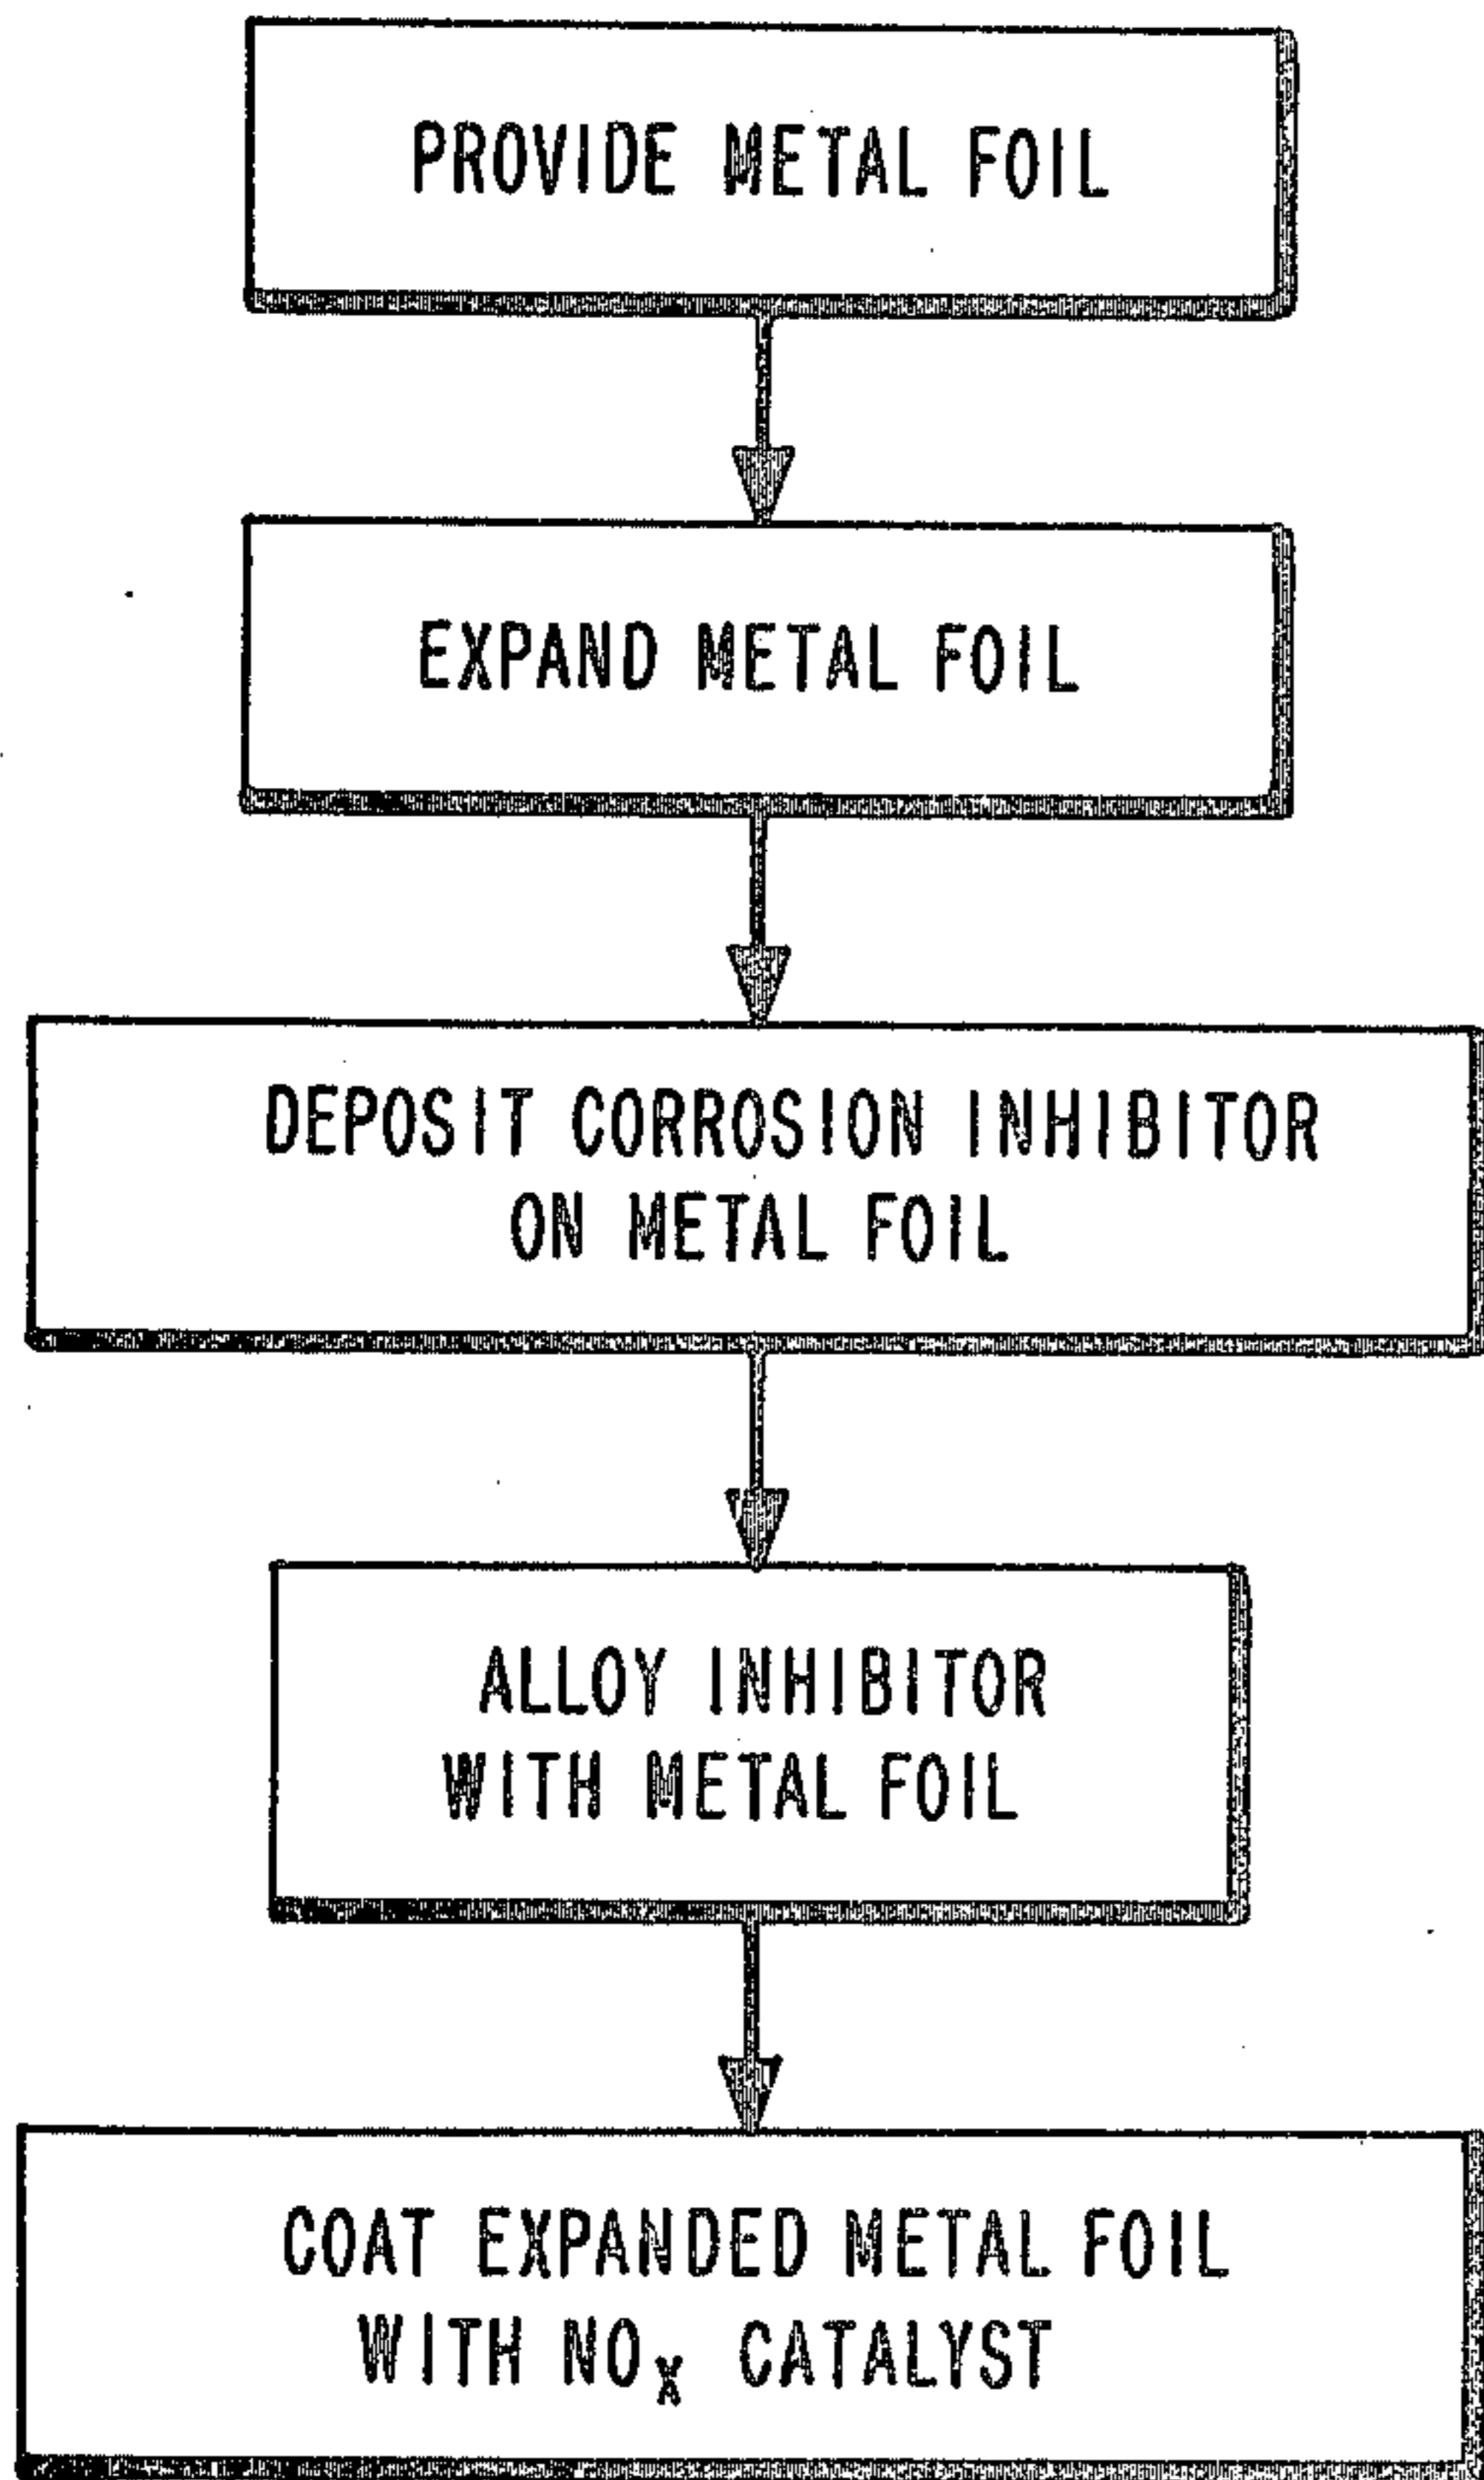 PROVIDE METAL FOIL
EXPAND METAL FOIL
DEPOSIT CORROSION INHIBITOR
ON METAL FOIL
ALLOY INHIBITOR
WITH METAL FOIL
COAT EXPANDED METAL FOIL
WITH NOx CATALYST